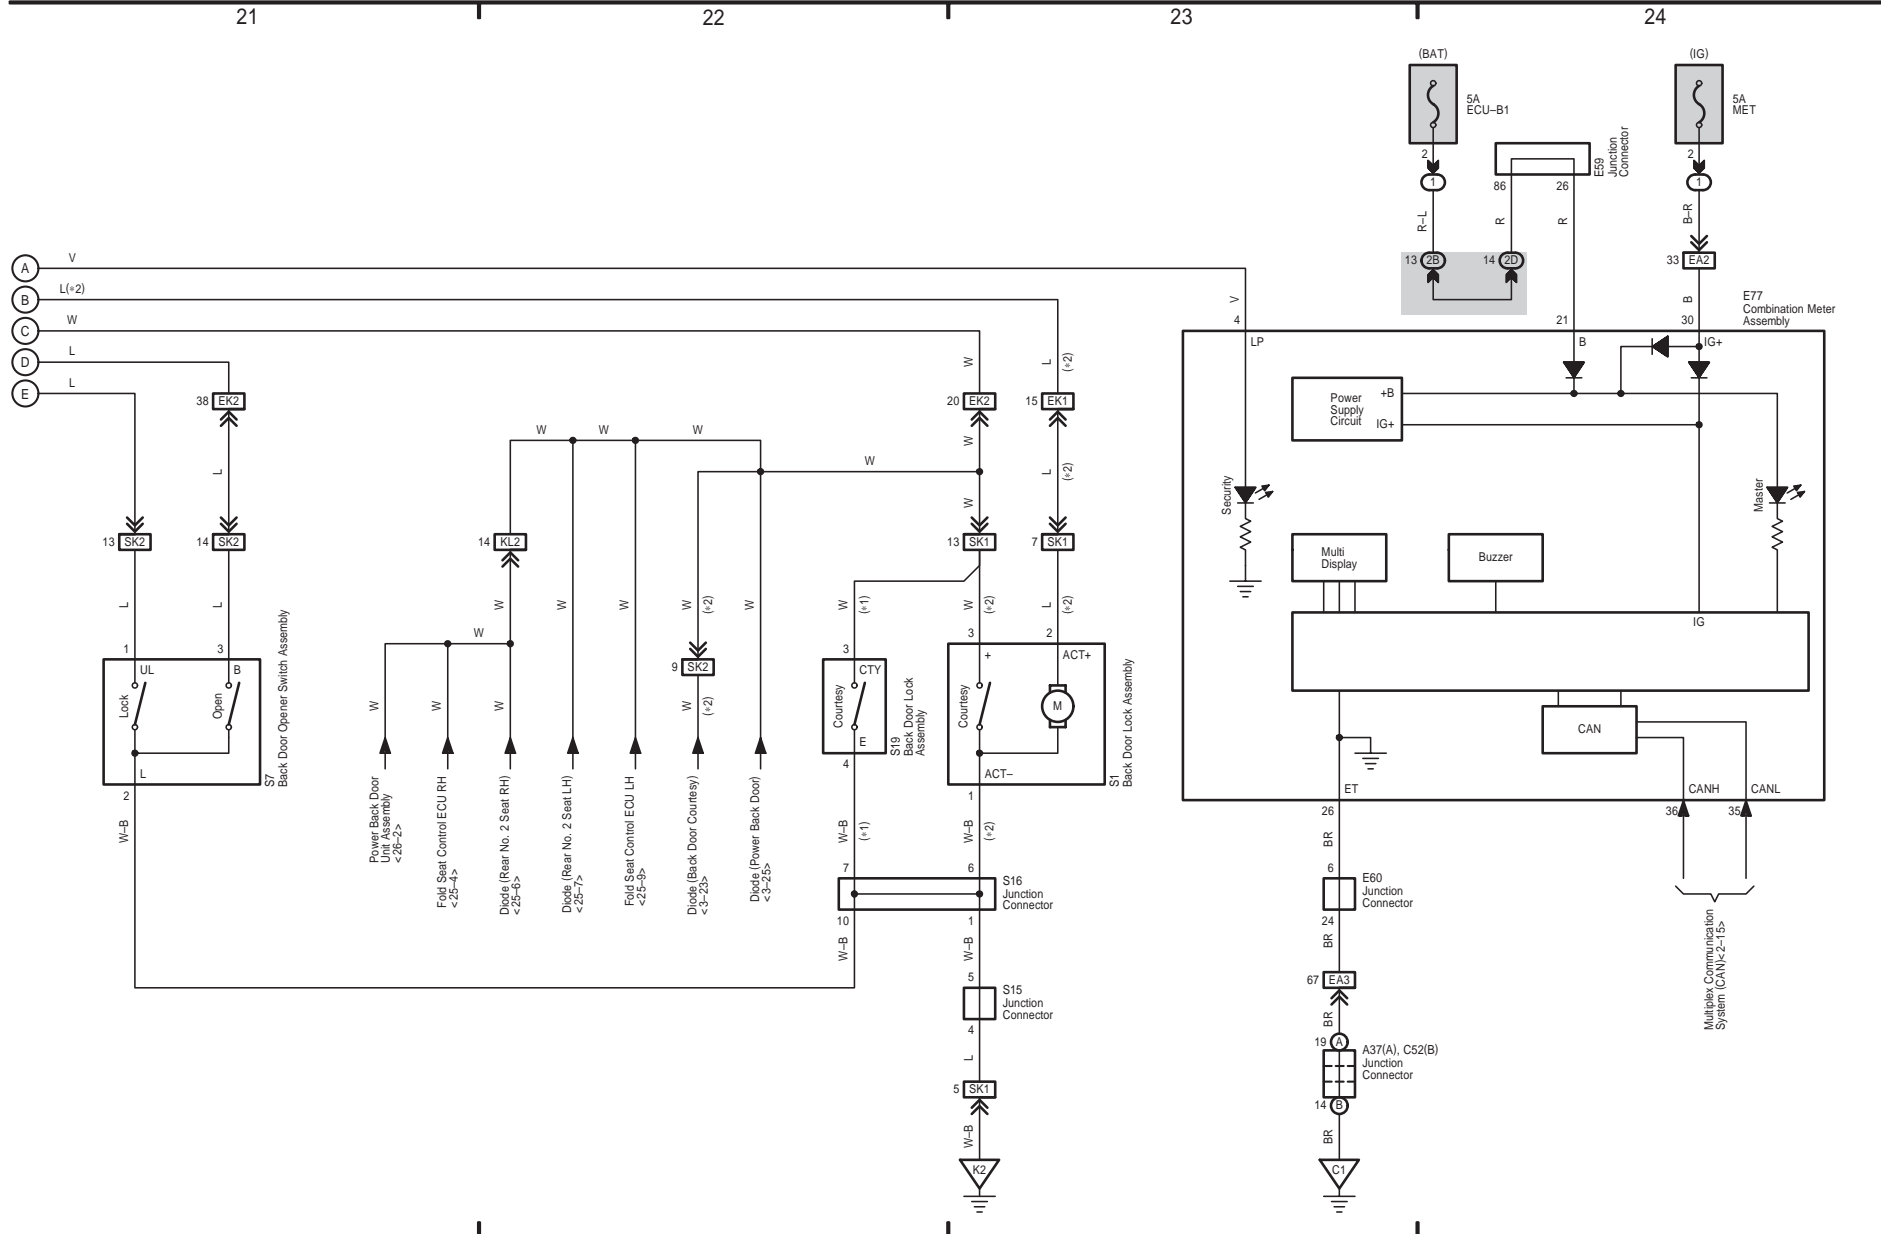 21
22
23
24
(BAT)
5A
ECU–B1
2
1
R–L
13
2B
14
2D
86
26
R
R
E59
Junction
Connector
(IG)
5A
MET
2
1
B–R
33
EA2
B
30
21
E77
Combination Meter
Assembly
A
V
B
L(∗2)
C
W
D
L
E
L
V
4
LP
B
IG+
Power
Supply
Circuit
+B
IG+
Security
Master
Multi
Display
Buzzer
IG
CAN
CANH
CANL
36
35
Multiplex Communication
System (CAN)<2–15>
ET
26
BR
6
E60
Junction
Connector
24
BR
67
EA3
BR
19
A
A37(A), C52(B)
Junction
Connector
14
B
BR
C1
38
EK2
L
13
SK2
14
SK2
L
L
1
3
UL
B
Lock
Open
L
2
W–B
S7
Back Door Opener Switch Assembly
W
W
W
W
14
KL2
W
W
W
W
W
(∗2)
W
9
SK2
W
(∗2)
W
W
W
Power Back Door
Unit Assembly
<26–2>
Fold Seat Control ECU RH
<25–4>
Diode (Rear No. 2 Seat RH)
<25–6>
Diode (Rear No. 2 Seat LH)
<25–7>
Fold Seat Control ECU LH
<25–9>
Diode (Back Door Courtesy)
<3–23>
Diode (Power Back Door)
<3–25>
W
L
(∗2)
20
EK2
15
EK1
W
L
(∗2)
W
13
SK1
7
SK1
W
(∗1)
W
(∗2)
L
(∗2)
3
3
2
CTY
Courtesy
E
4
S19
Back Door Lock
Assembly
+
ACT+
Courtesy
M
ACT–
1
S1
Back Door Lock Assembly
W–B
(∗1)
W–B
(∗2)
7
6
S16
Junction
Connector
10
1
W–B
W–B
5
S15
Junction
Connector
4
L
5
SK1
W–B
K2